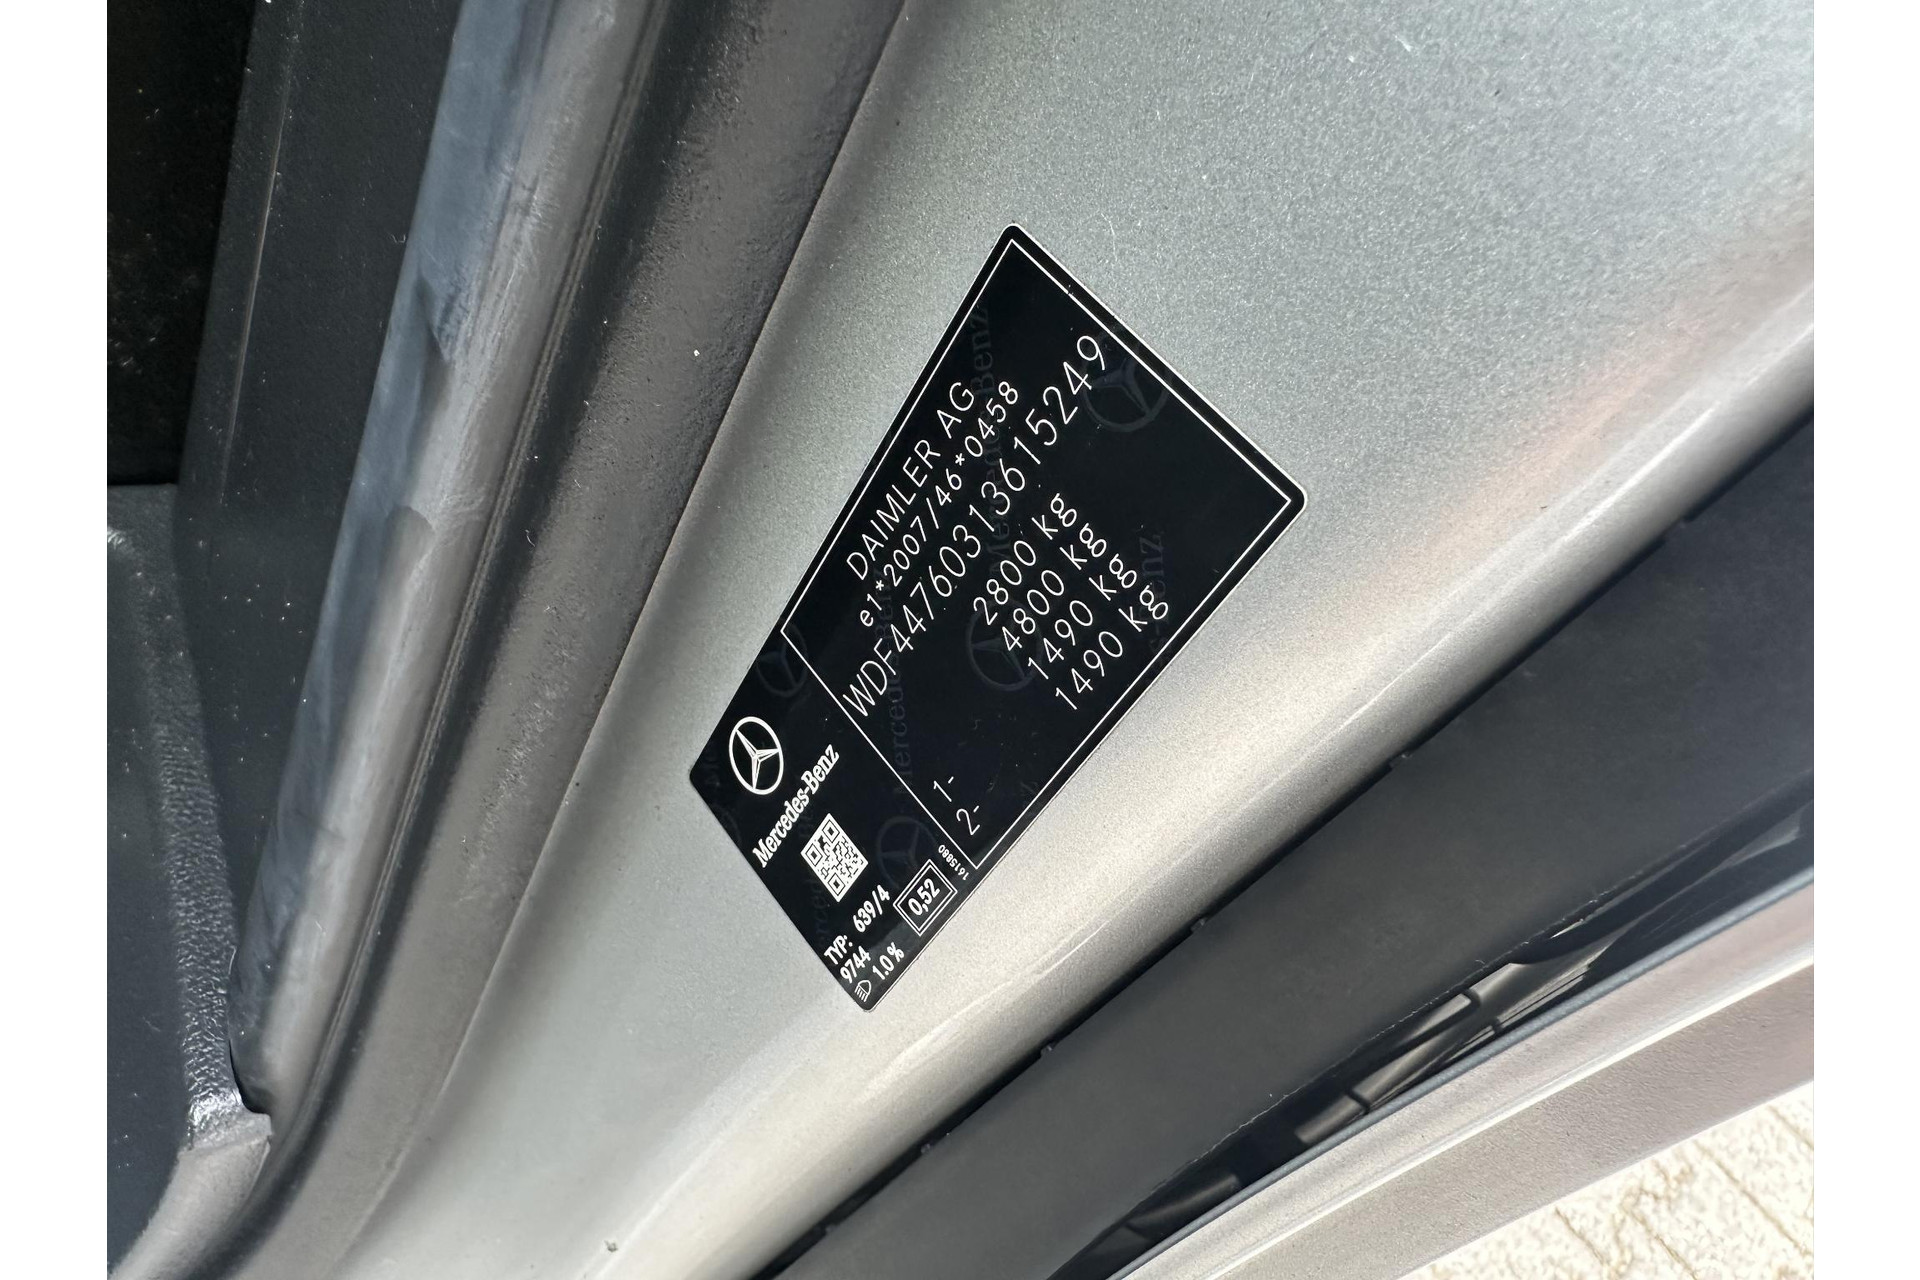 DAIMLER AG
e1*2007/46*0458
WDF44760313615249
2800 kg
4800 kg
1- 1490 kg
2- 1490 kg
Mercedes-Benz
TYP: 639/4
9744
1.0%
0,52
1615880